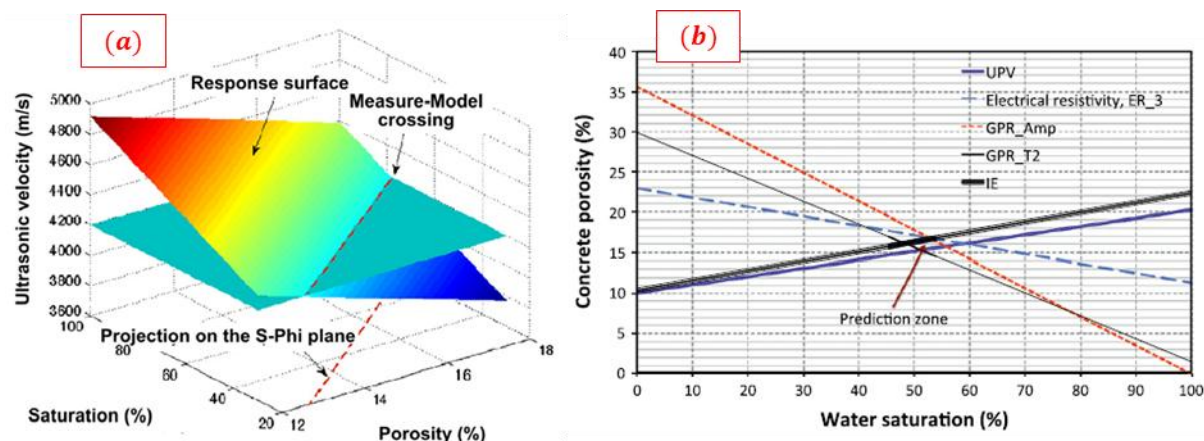 (a)
Response surface
Measure-Model
crossing
Ultrasonic velocity (m/s)
5000
4800
4600
4400
4200
4000
3800
3600
Projection on the S-Phi plane
100
80
60
40
20
Saturation (%)
12
14
16
18
Porosity (%)
(b)
Concrete porosity (%)
40
35
30
25
20
15
10
5
0
UPV
Electrical resistivity, ER_3
GPR_Amp
GPR_T2
IE
Prediction zone
0 10 20 30 40 50 60 70 80 90 100
Water saturation (%)